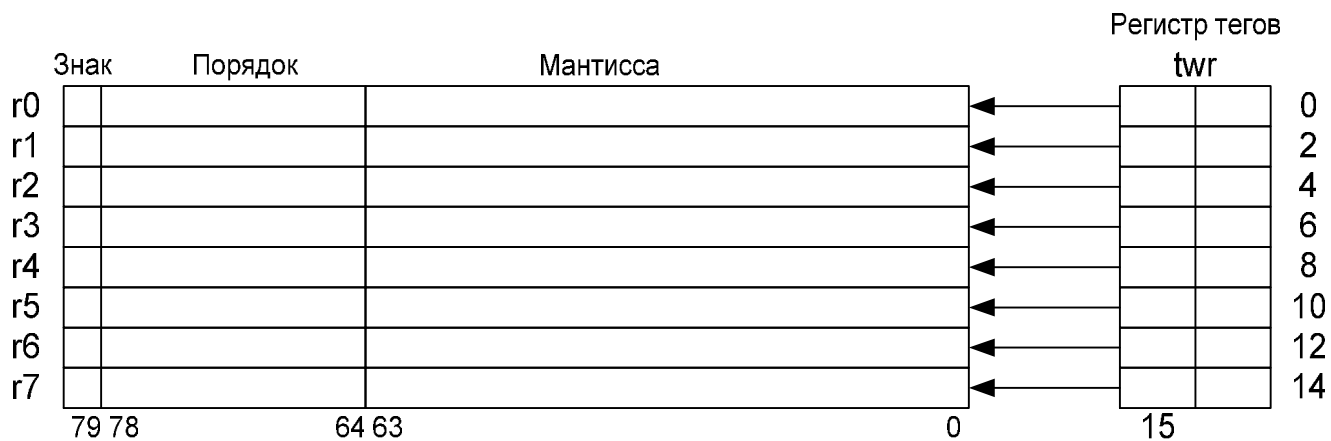 Регистр тегов
Знак Порядок Мантисса twr
r0 0
r1 2
r2 4
r3 6
r4 8
r5 10
r6 12
r7 14
79 78 64 63 0 15